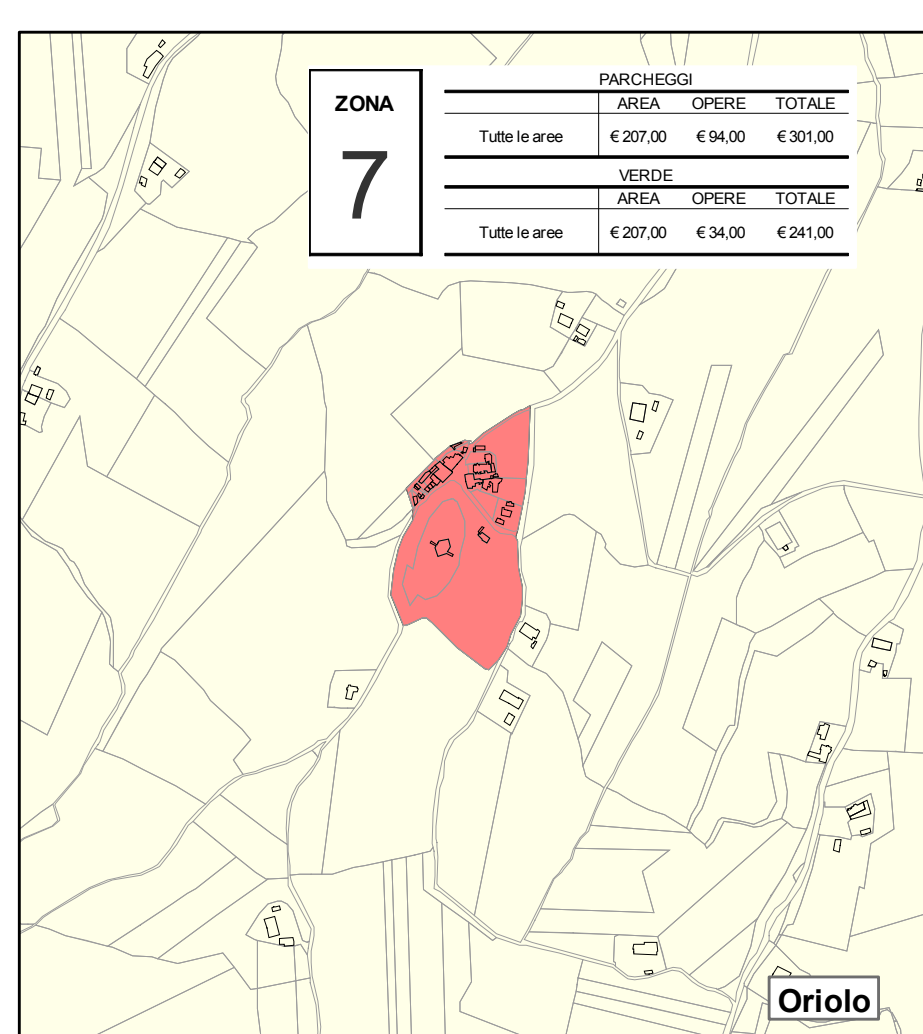 ZONA
7
PARCHEGGI
AREA OPERE TOTALE
Tutte le aree € 207,00 € 94,00 € 301,00
VERDE
AREA OPERE TOTALE
Tutte le aree € 207,00 € 34,00 € 241,00
Oriolo